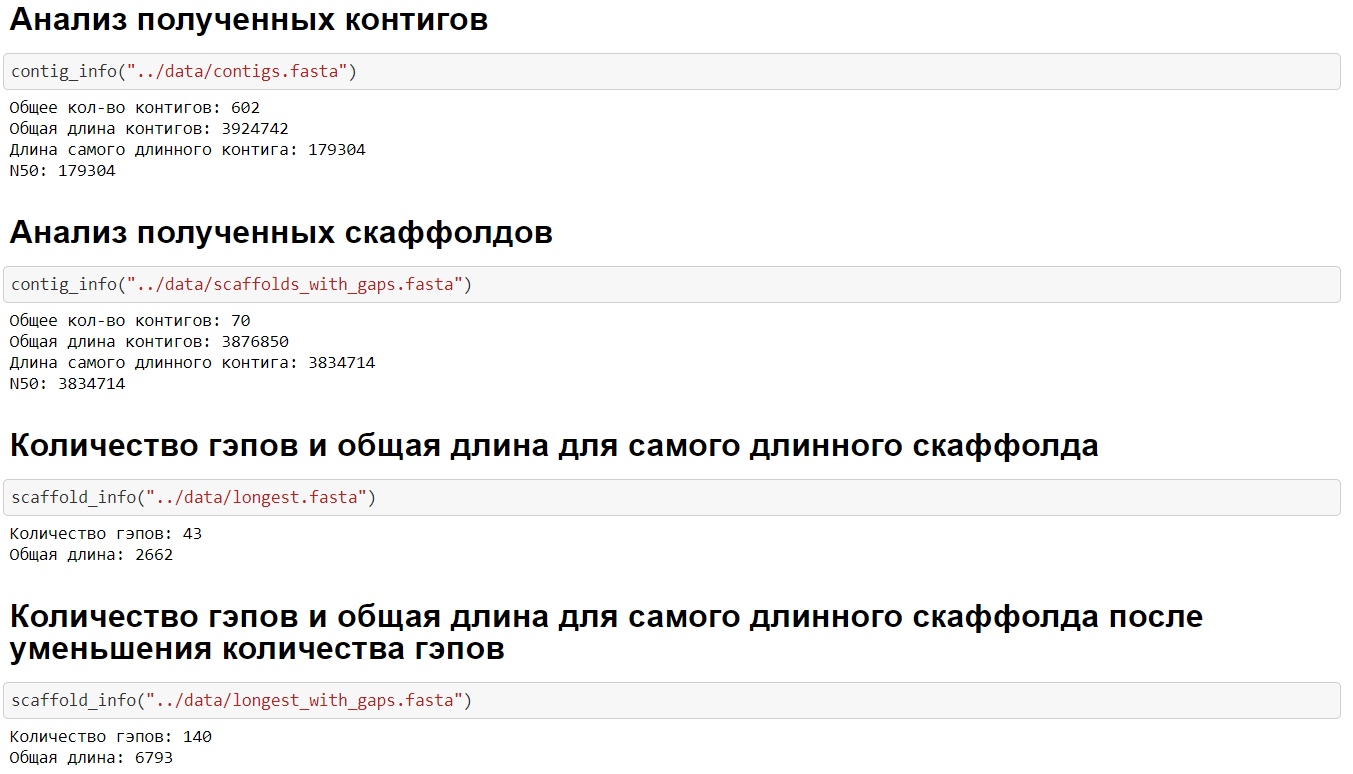 Анализ полученных контигов
contig_info("../data/contigs.fasta")
Общее кол-во контигов: 602
Общая длина контигов: 3924742
Длина самого длинного контига: 179304
N50: 179304
Анализ полученных скаффолдов
contig_info("../data/scaffolds_with_gaps.fasta")
Общее кол-во контигов: 70
Общая длина контигов: 3876850
Длина самого длинного контига: 3834714
N50: 3834714
Количество гэпов и общая длина для самого длинного скаффолда
scaffold_info("../data/longest.fasta")
Количество гэпов: 43
Общая длина: 2662
Количество гэпов и общая длина для самого длинного скаффолда после
уменьшения количества гэпов
scaffold_info("../data/longest_with_gaps.fasta")
Количество гэпов: 140
Общая длина: 6793